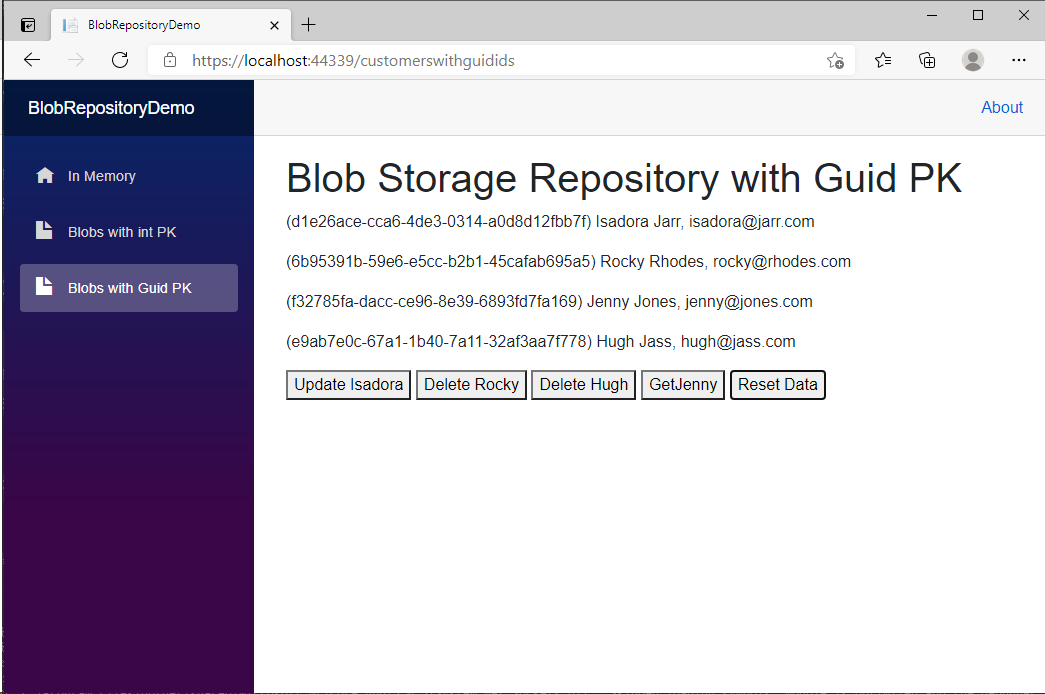 BlobRepositoryDemo
https://localhost:44339/customerswithguidids
BlobRepositoryDemo
About
In Memory
Blobs with int PK
Blobs with Guid PK
Blob Storage Repository with Guid PK
(d1e26ace-cca6-4de3-0314-a0d8d12fbb7f) Isadora Jarr, isadora@jarr.com
(6b95391b-59e6-e5cc-b2b1-45cafab695a5) Rocky Rhodes, rocky@rhodes.com
(f32785fa-dacc-ce96-8e39-6893fd7fa169) Jenny Jones, jenny@jones.com
(e9ab7e0c-67a1-1b40-7a11-32af3aa7f778) Hugh Jass, hugh@jass.com
Update Isadora Delete Rocky Delete Hugh GetJenny Reset Data